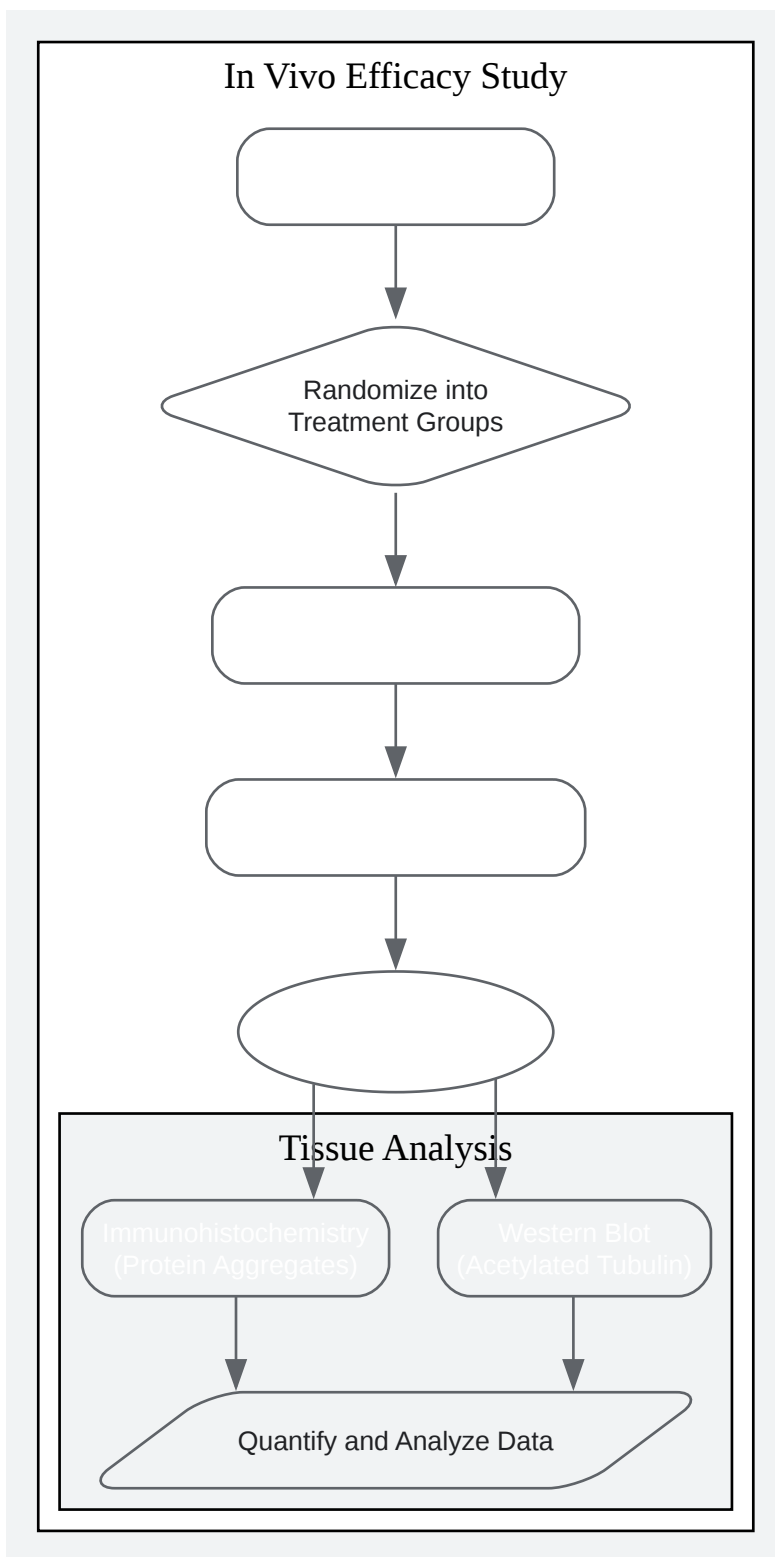 In Vivo Efficacy Study
Randomize into
Treatment Groups
Tissue Analysis
Immunohistochemistry
(Protein Aggregates)
Western Blot
(Acetylated Tubulin)
Quantify and Analyze Data